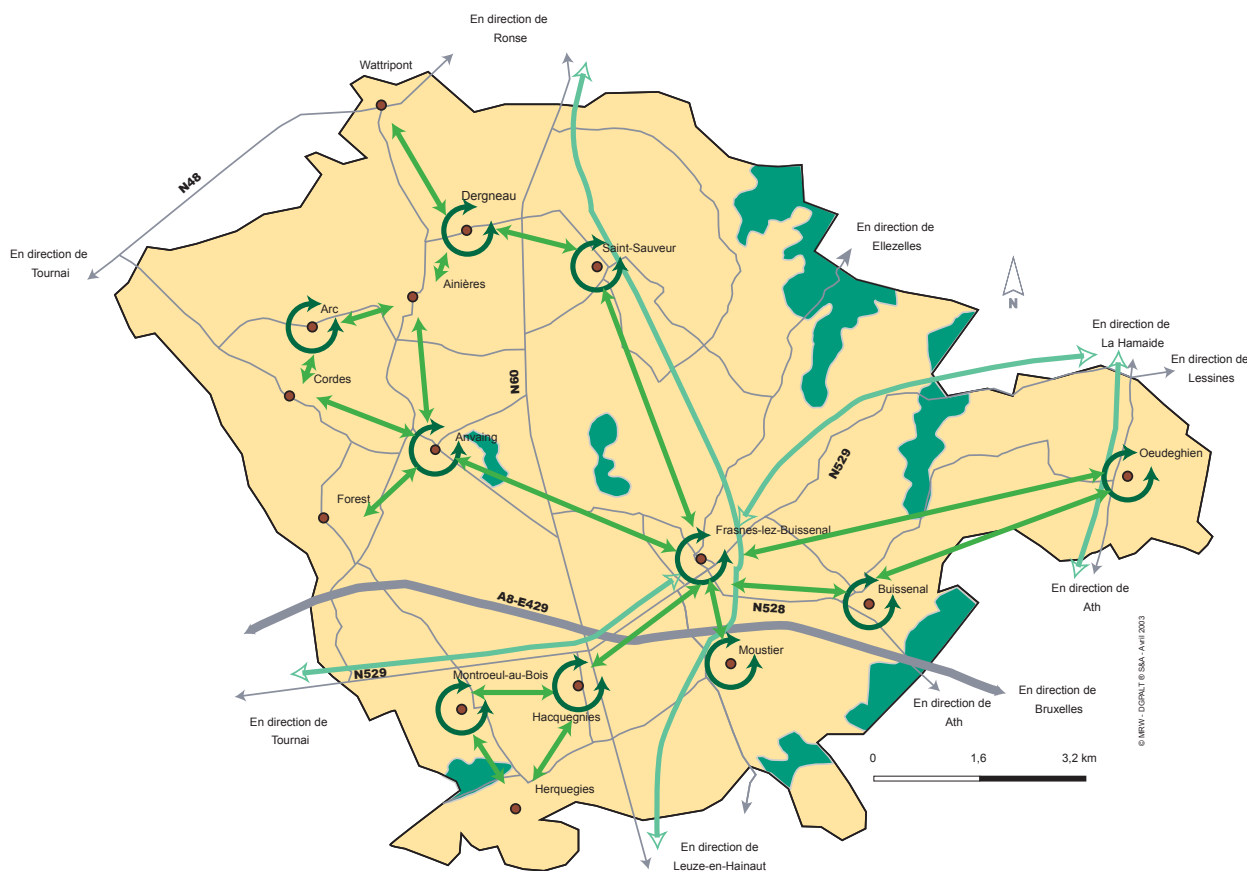 En direction de
Ronse
Wattripont
N48
Dergneau
En direction de
Ellezelles
Saint-Sauveur
En direction de
Tournai
Ainières
N
Arc
En direction de
La Hamaide
En direction de
Lessines
Cordes
N60
Anvaing
N529
Oeudeghien
Forest
Frasnes-lez-Buissenal
En direction de
Ath
Buissenal
A8-E429
N528
Moustier
N529
Montroeul-au-Bois
Hacquegnies
En direction de
Tournai
En direction de
Ath
En direction de
Bruxelles
© MRW - DGPALT ® S&A - Avril 2003
0 1,6 3,2 km
Herquegies
En direction de
Leuze-en-Hainaut